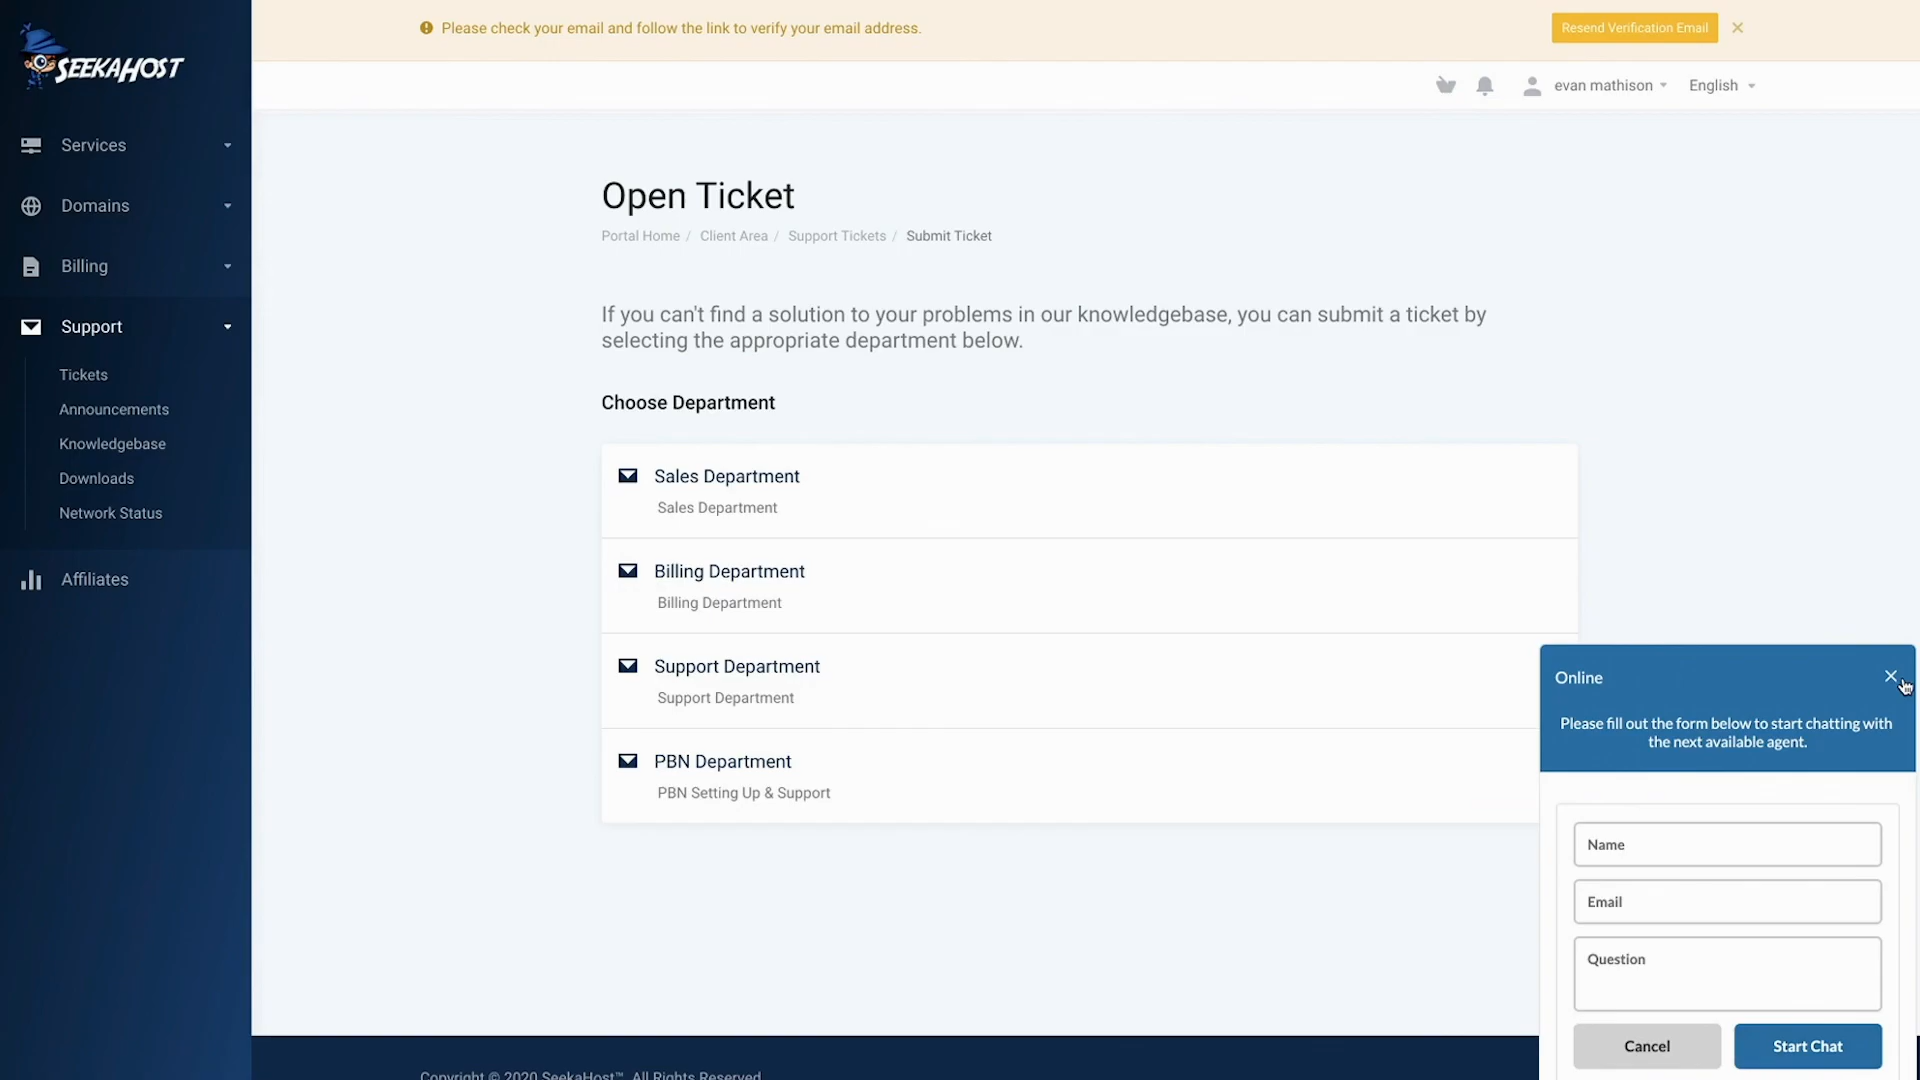 Please check your email and follow the link to verify your email address.
Resend Verification Email
SEEKAHOST
evan mathison
English
Services
Domains
Billing
Support
Tickets
Announcements
Knowledgebase
Downloads
Network Status
Affiliates
Open Ticket
Portal Home / Client Area / Support Tickets / Submit Ticket
If you can't find a solution to your problems in our knowledgebase, you can submit a ticket by
selecting the appropriate department below.
Choose Department
Sales Department
Sales Department
Billing Department
Billing Department
Support Department
Support Department
PBN Department
PBN Setting Up & Support
Online
Please fill out the form below to start chatting with
the next available agent.
Name
Email
Question
Cancel
Start Chat
Copyright © 2020 SeekaHost™. All Rights Reserved.